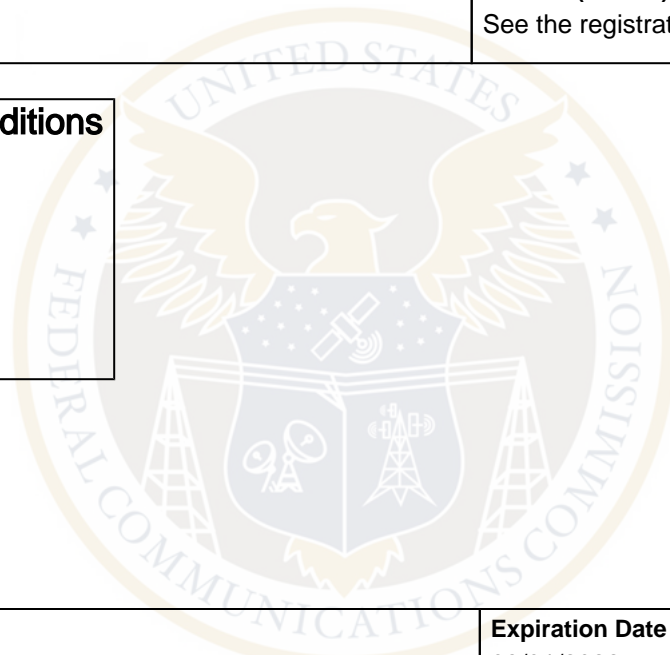 See the registrat
ditions
UNITED STATES
FEDERAL COMMUNICATIONS COMMISSION
Expiration Date